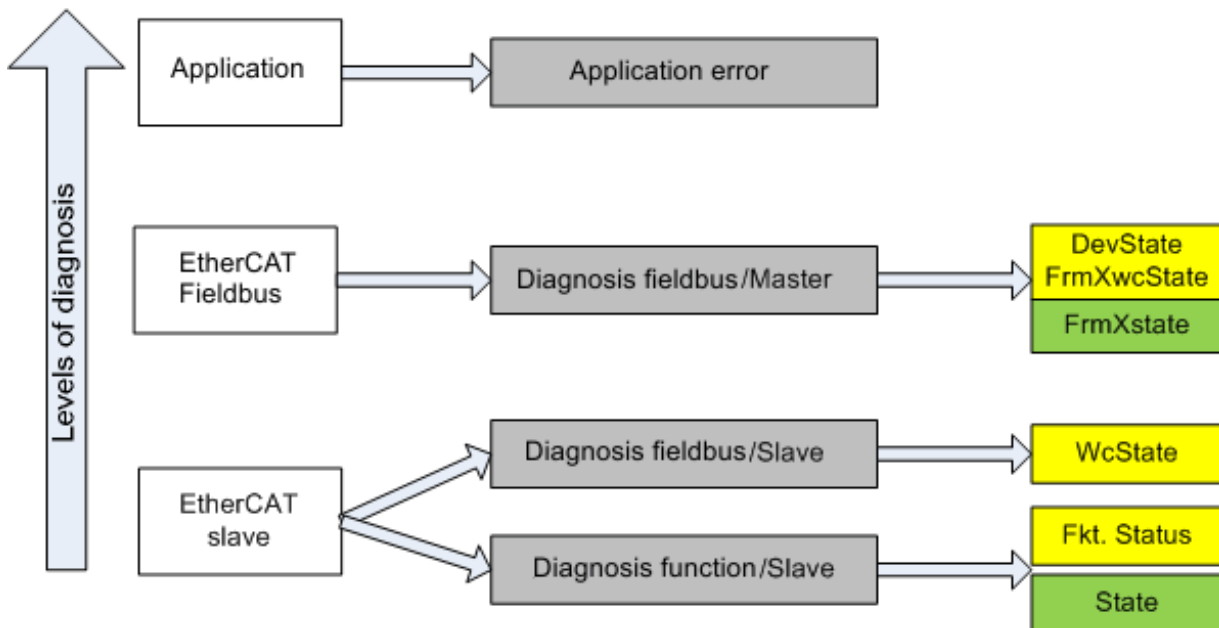 Levels of diagnosis
Application
Application error
EtherCAT
Fieldbus
Diagnosis fieldbus/Master
DevState
FrmXwcState
FrmXstate
EtherCAT
slave
Diagnosis fieldbus/Slave
WcState
Diagnosis function/Slave
Fkt. Status
State